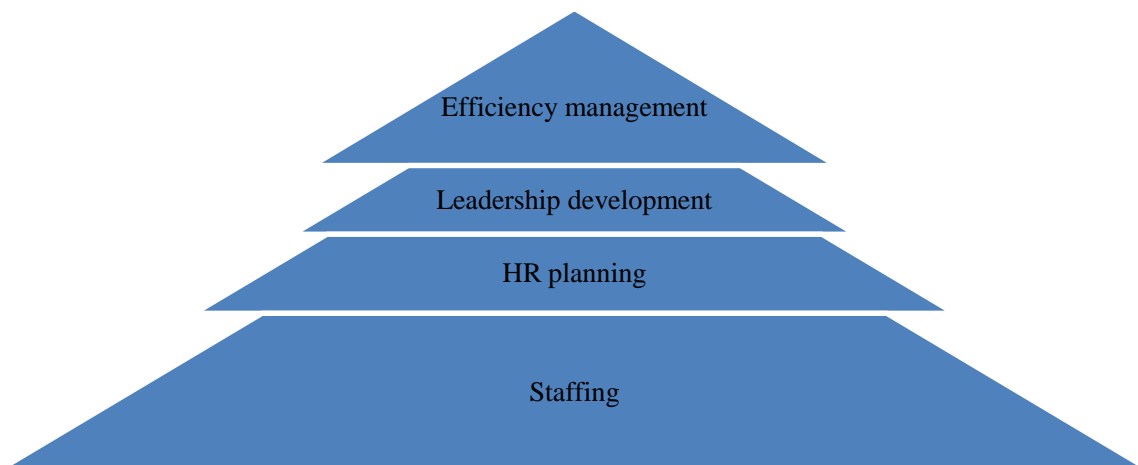 Efficiency management
Leadership development
HR planning
Staffing